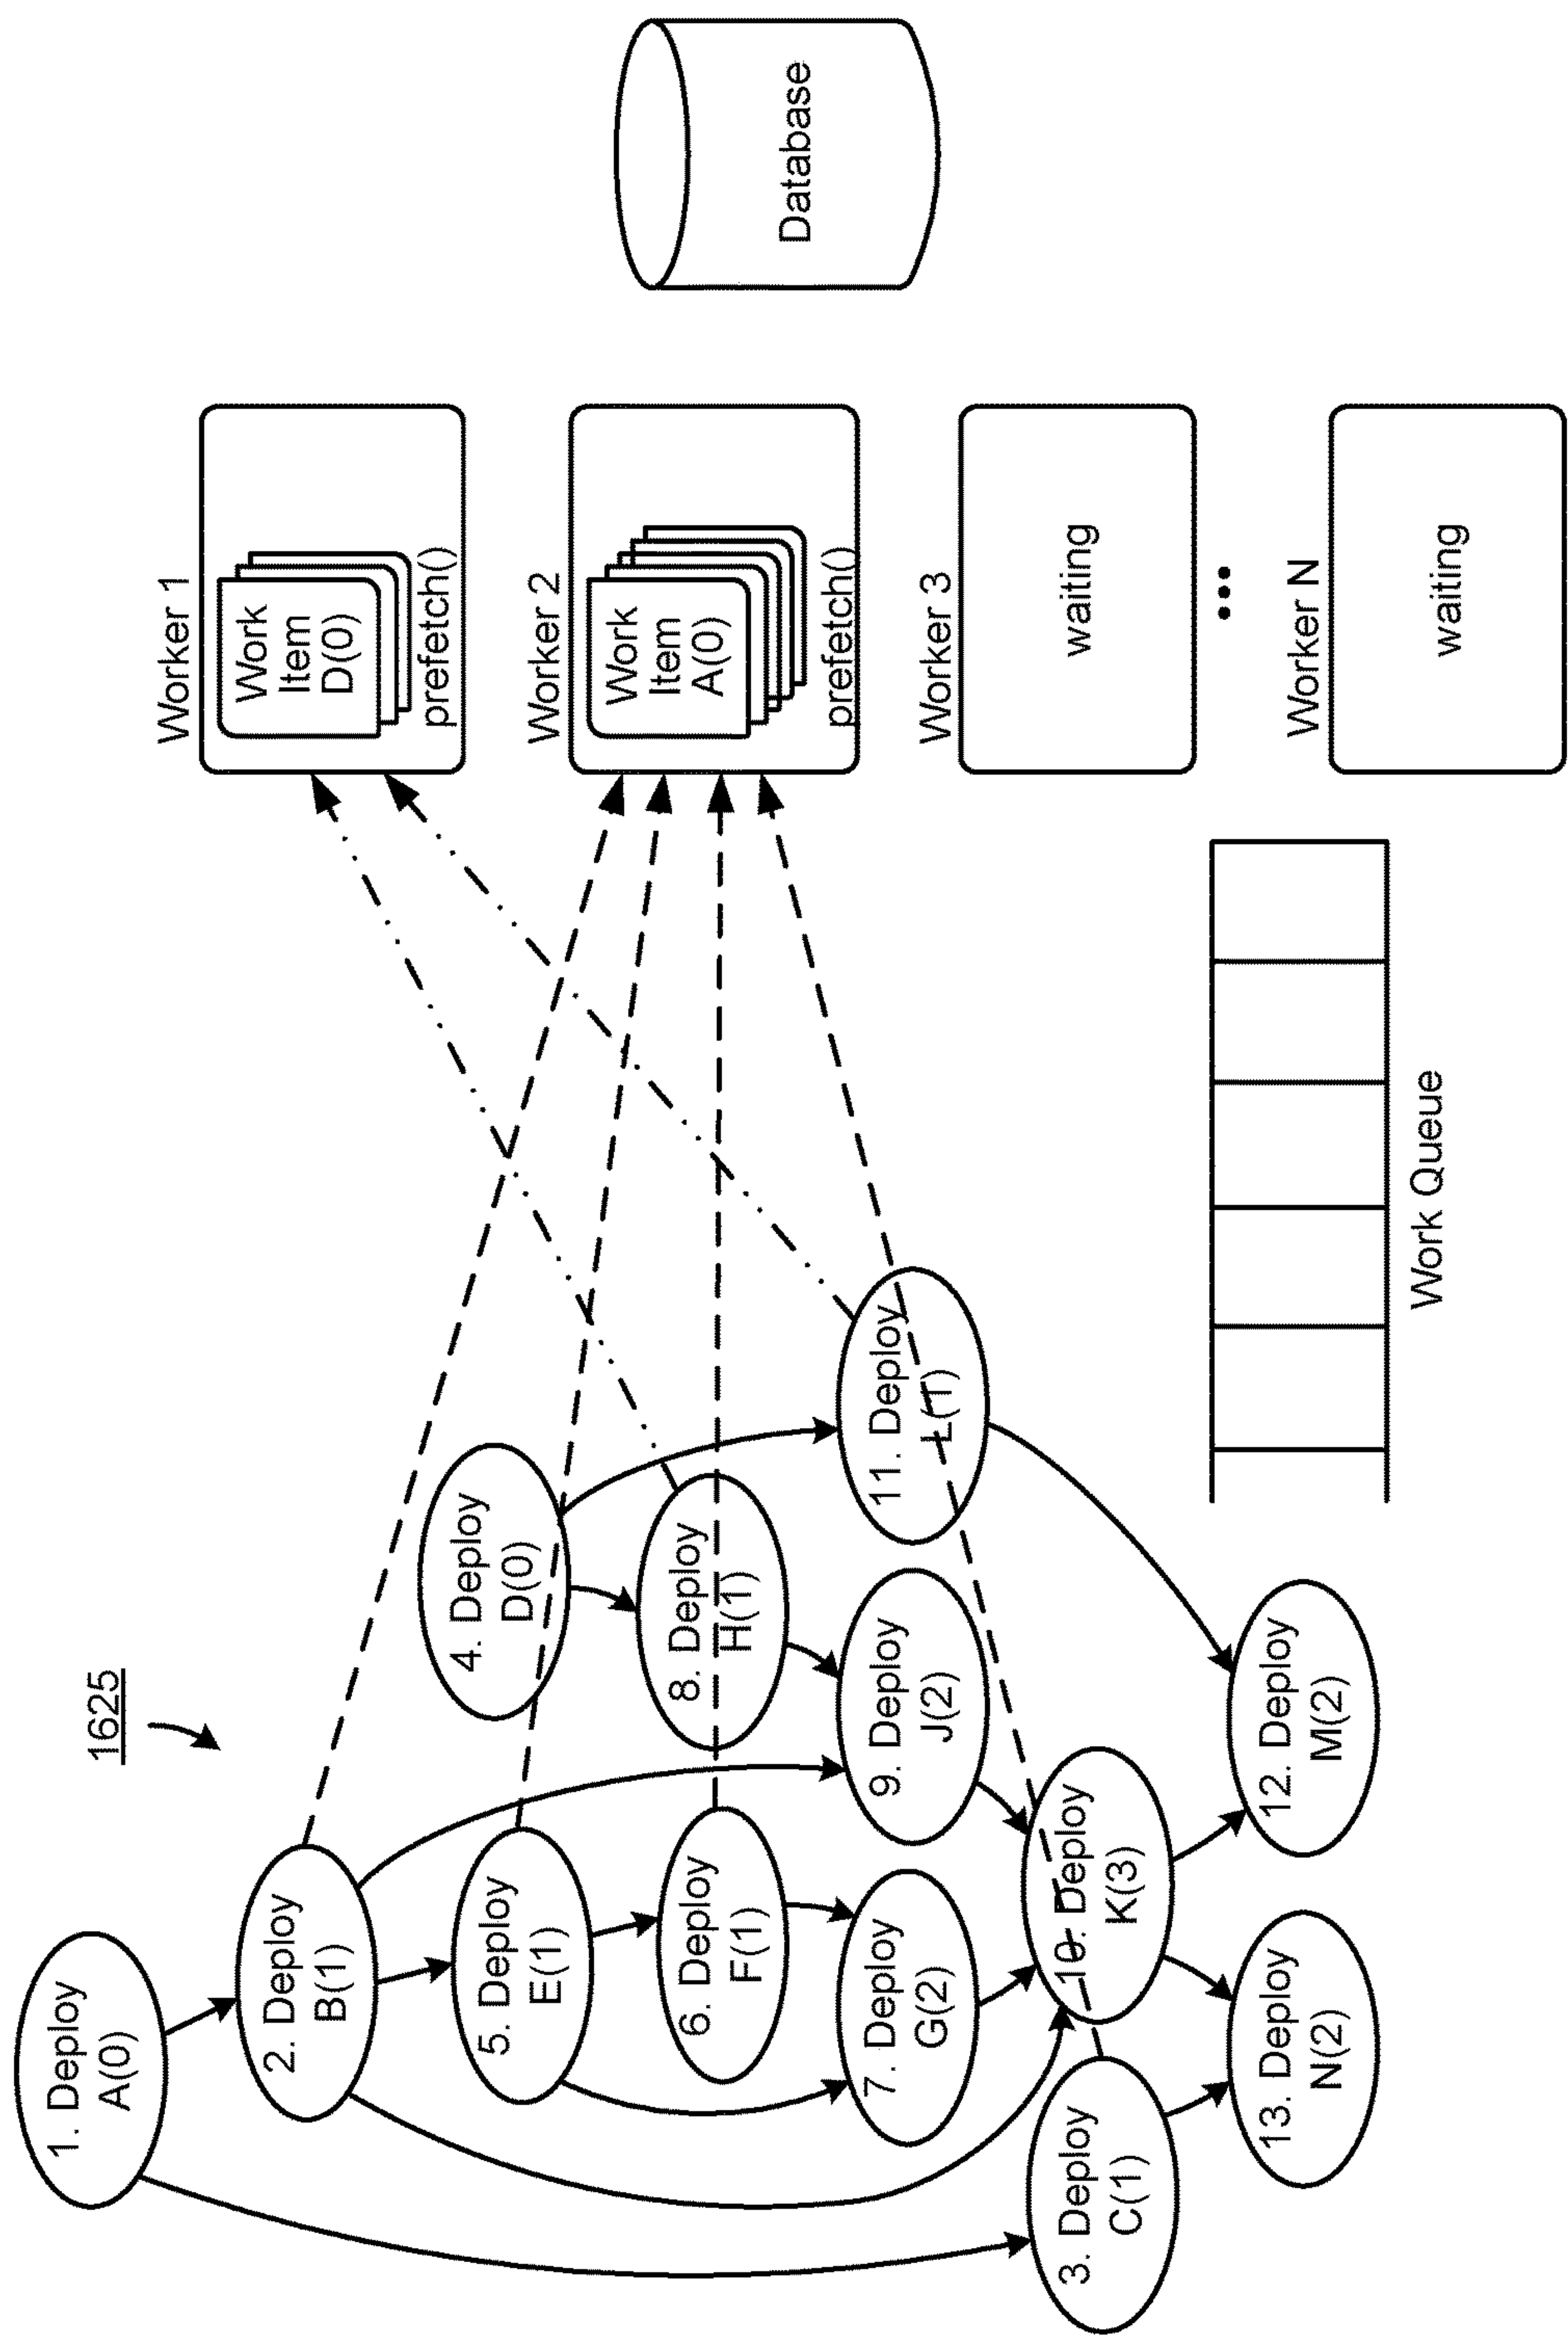 1625
1. Deploy
A(0)
2. Deploy
B(1)
5. Deploy
E(1)
6. Deploy
F(1)
7. Deploy
G(2)
3. Deploy
C(1)
4. Deploy
D(0)
8. Deploy
H(1)
9. Deploy
J(2)
10. Deploy
K(3)
11. Deploy
L(1)
12. Deploy
M(2)
13. Deploy
N(2)
Work Queue
Worker 1
Work
Item
D(0)
prefetch()
Worker 2
Work
Item
A(0)
prefetch()
Worker 3
waiting
Worker N
waiting
Database